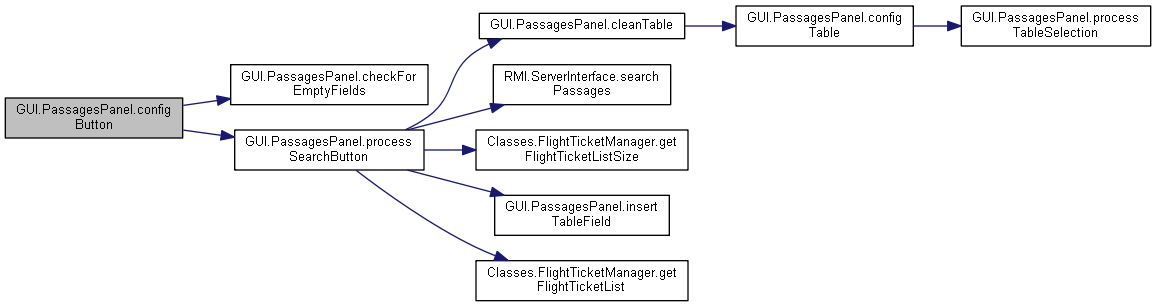 GUI.PassagesPanel.config
Button
GUI.PassagesPanel.checkFor
EmptyFields
GUI.PassagesPanel.process
SearchButton
GUI.PassagesPanel.cleanTable
GUI.PassagesPanel.config
Table
GUI.PassagesPanel.process
TableSelection
RMI.ServerInterface.search
Passages
Classes.FlightTicketManager.get
FlightTicketListSize
GUI.PassagesPanel.insert
TableField
Classes.FlightTicketManager.get
FlightTicketList